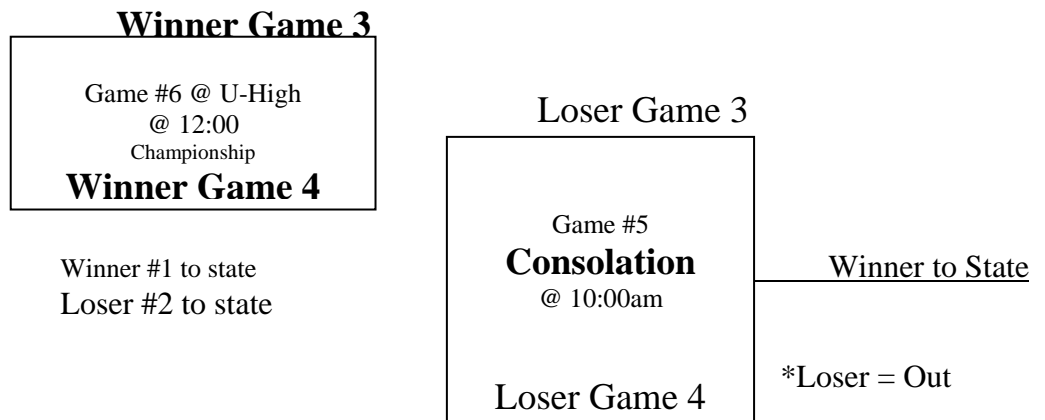 Winner Game 3
Game #6 @ U-High
@ 12:00
Championship
Winner Game 4
Winner #1 to state
Loser #2 to state
Loser Game 3
Game #5
Consolation
@ 10:00am
Loser Game 4
Winner to State
*Loser = Out